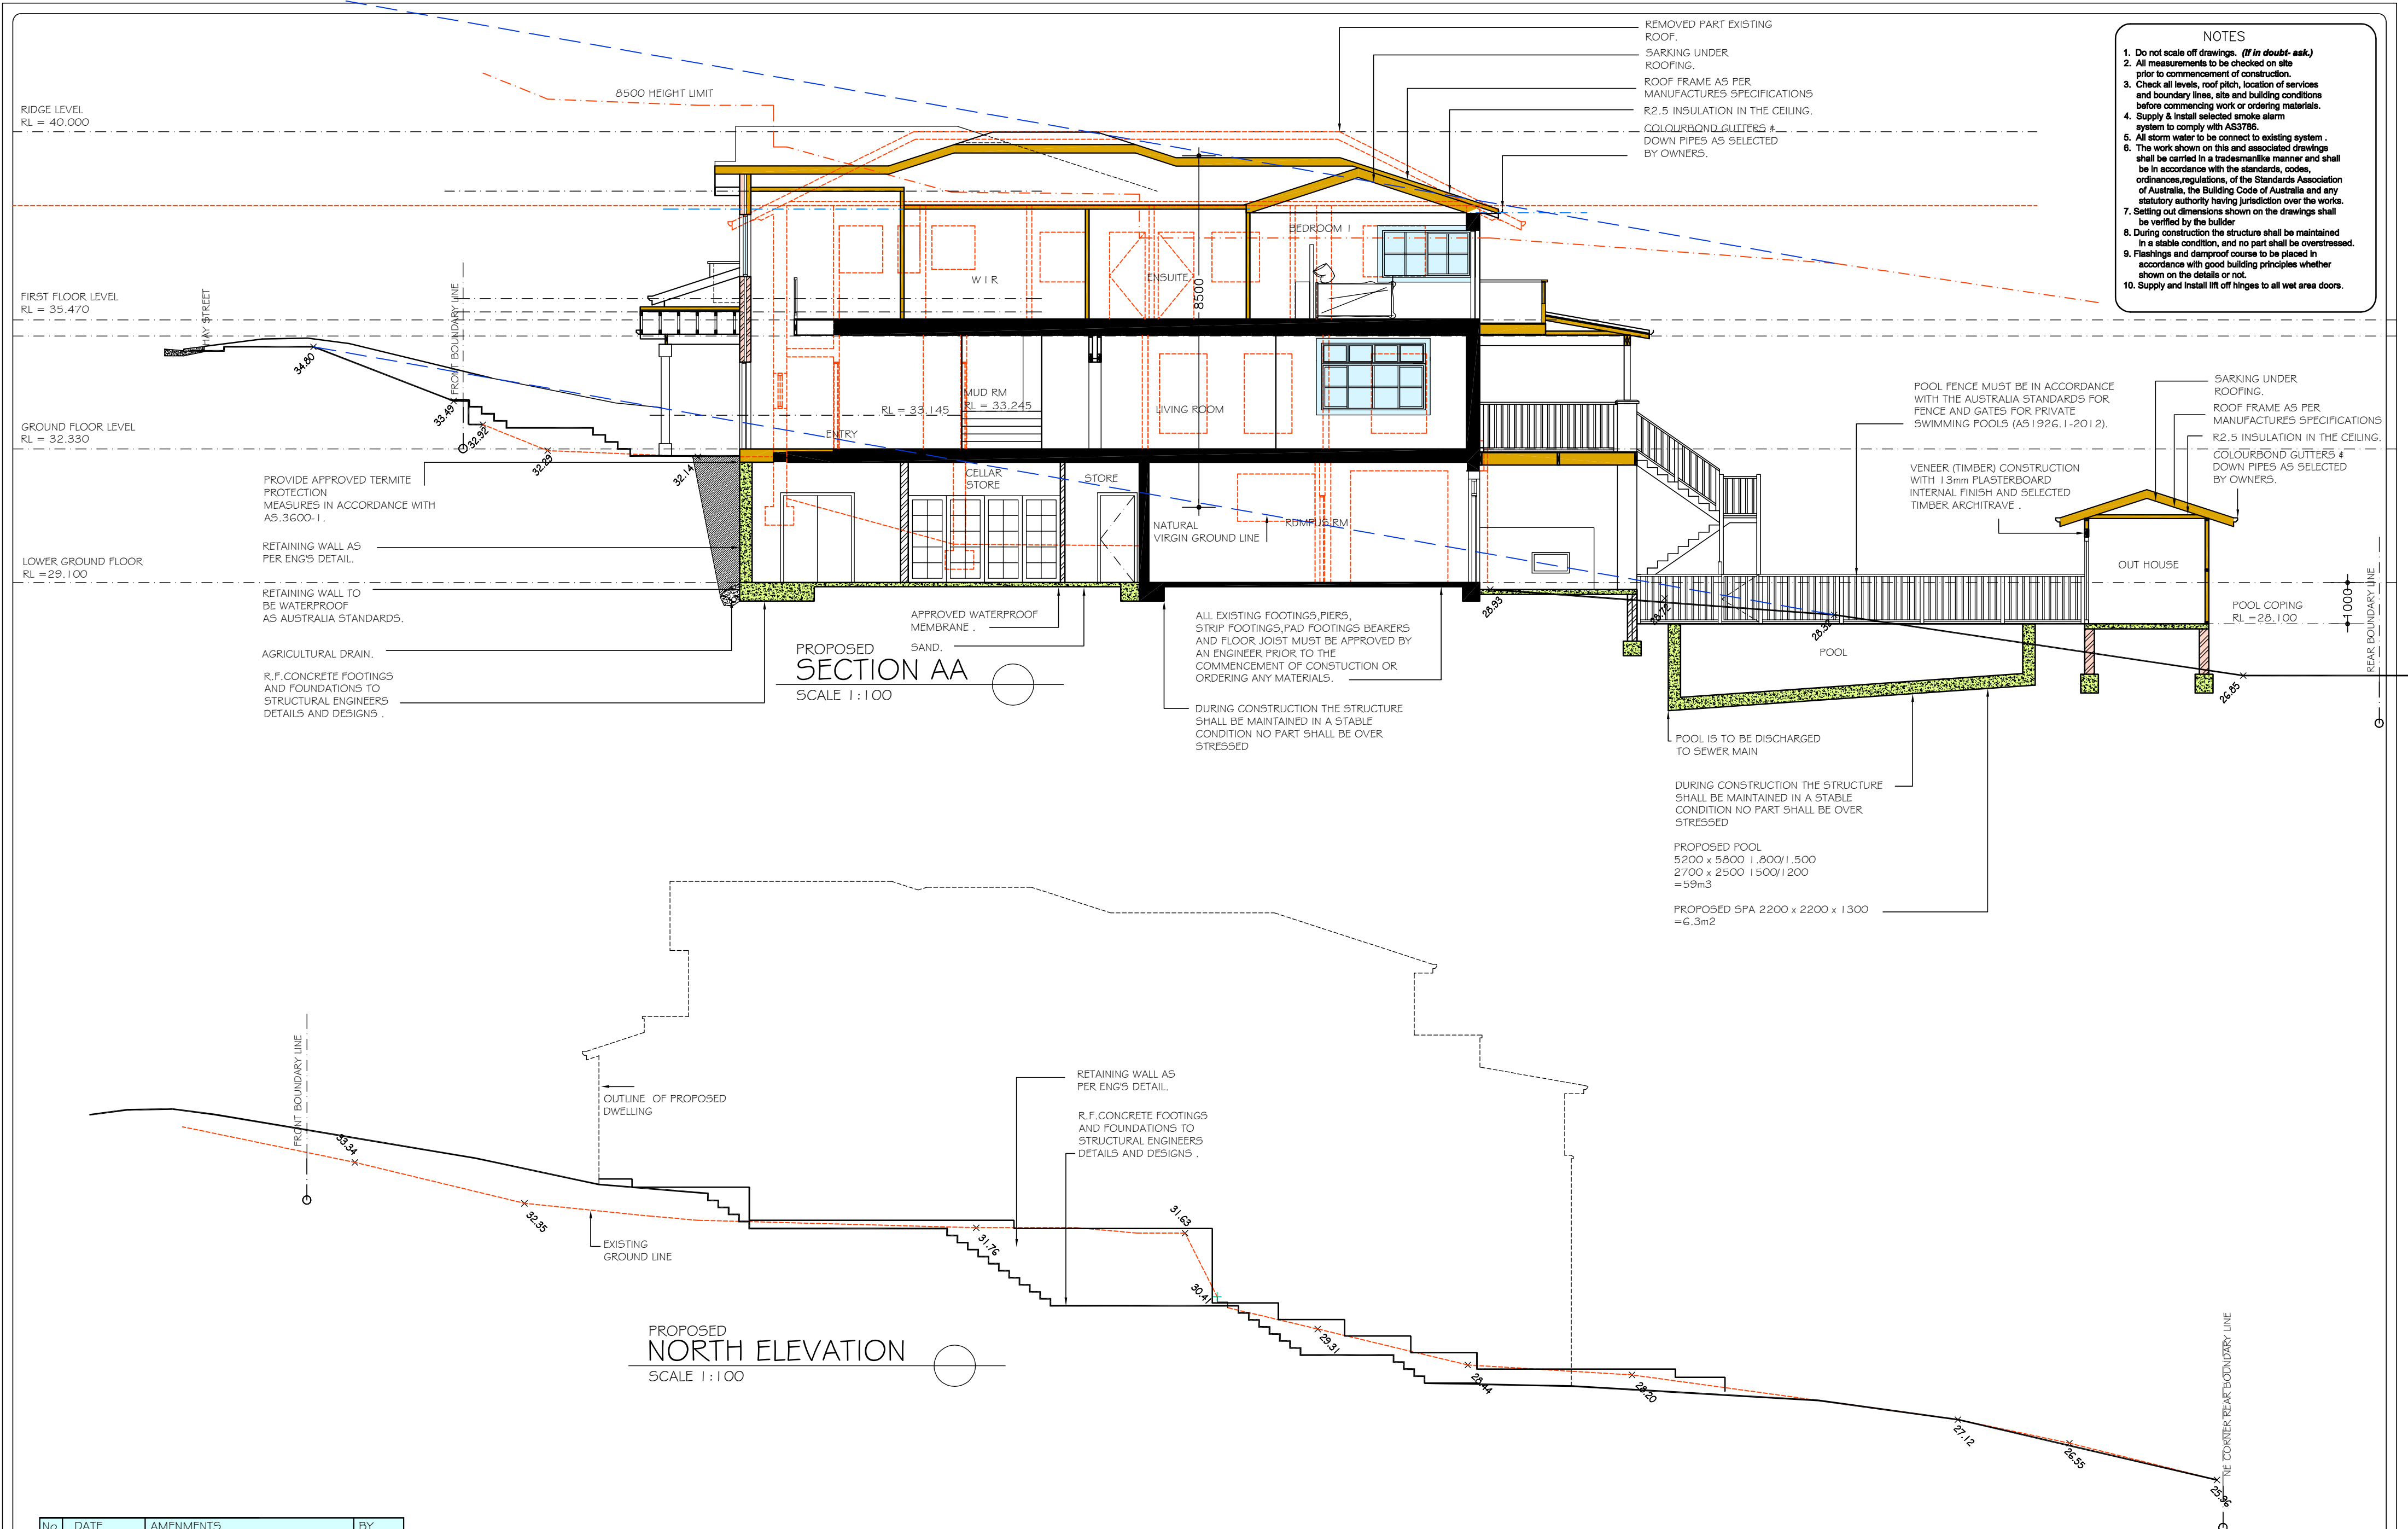 NOTES
1. Do not scale off drawings. (If in doubt- ask.)
2. All measurements to be checked on site
prior to commencement of construction.
3. Check all levels, roof pitch, location of services
and boundary lines, site and building conditions
before commencing work or ordering materials.
4. Supply & install selected smoke alarm
system to comply with AS3786.
5. All storm water to be connect to existing system .
6. The work shown on this and associated drawings
shall be carried in a tradesmanlike manner and shall
be in accordance with the standards, codes,
ordinances,regulations, of the Standards Association
of Australia, the Building Code of Australia and any
statutory authority having jurisdiction over the works.
7. Setting out dimensions shown on the drawings shall
be verified by the builder
8. During construction the structure shall be maintained
in a stable condition, and no part shall be overstressed.
9. Flashings and damproof course to be placed in
accordance with good building principles whether
shown on the details or not.
10. Supply and Install lift off hinges to all wet area doors.
REMOVED PART EXISTING
ROOF.
SARKING UNDER
ROOFING.
ROOF FRAME AS PER
MANUFACTURES SPECIFICATIONS
R2.5 INSULATION IN THE CEILING.
COLOURBOND GUTTERS &
DOWN PIPES AS SELECTED
BY OWNERS.
8500 HEIGHT LIMIT
RIDGE LEVEL
RL = 40.000
FIRST FLOOR LEVEL
RL = 35.470
GROUND FLOOR LEVEL
RL = 32.330
LOWER GROUND FLOOR
RL =29.100
HAY STREET
FRONT BOUNDARY LINE
34.80
33.49
32.92
32.29
32.14
W I R
ENSUITE
8500
BEDROOM 1
RL = 33.145
MUD RM
RL = 33.245
ENTRY
LIVING ROOM
CELLAR
STORE
STORE
NATURAL
VIRGIN GROUND LINE
RUMPUS RM
PROVIDE APPROVED TERMITE
PROTECTION
MEASURES IN ACCORDANCE WITH
AS.3600-1.
RETAINING WALL AS
PER ENG'S DETAIL.
RETAINING WALL TO
BE WATERPROOF
AS AUSTRALIA STANDARDS.
AGRICULTURAL DRAIN.
R.F.CONCRETE FOOTINGS
AND FOUNDATIONS TO
STRUCTURAL ENGINEERS
DETAILS AND DESIGNS .
APPROVED WATERPROOF
MEMBRANE .
SAND.
PROPOSED
SECTION AA
SCALE 1:100
ALL EXISTING FOOTINGS,PIERS,
STRIP FOOTINGS,PAD FOOTINGS BEARERS
AND FLOOR JOIST MUST BE APPROVED BY
AN ENGINEER PRIOR TO THE
COMMENCEMENT OF CONSTUCTION OR
ORDERING ANY MATERIALS.
DURING CONSTRUCTION THE STRUCTURE
SHALL BE MAINTAINED IN A STABLE
CONDITION NO PART SHALL BE OVER
STRESSED
POOL FENCE MUST BE IN ACCORDANCE
WITH THE AUSTRALIA STANDARDS FOR
FENCE AND GATES FOR PRIVATE
SWIMMING POOLS (AS1926.1-2012).
VENEER (TIMBER) CONSTRUCTION
WITH 13mm PLASTERBOARD
INTERNAL FINISH AND SELECTED
TIMBER ARCHITRAVE .
SARKING UNDER
ROOFING.
ROOF FRAME AS PER
MANUFACTURES SPECIFICATIONS
R2.5 INSULATION IN THE CEILING.
COLOURBOND GUTTERS &
DOWN PIPES AS SELECTED
BY OWNERS.
OUT HOUSE
POOL COPING
RL =28.100
1000
REAR BOUNDARY LINE
28.93
28.72
28.32
26.85
POOL
POOL IS TO BE DISCHARGED
TO SEWER MAIN
DURING CONSTRUCTION THE STRUCTURE
SHALL BE MAINTAINED IN A STABLE
CONDITION NO PART SHALL BE OVER
STRESSED
PROPOSED POOL
5200 x 5800 1.800/1.500
2700 x 2500 1500/1200
=59m3
PROPOSED SPA 2200 x 2200 x 1300
=6.3m2
FRONT BOUNDARY LINE
OUTLINE OF PROPOSED
DWELLING
RETAINING WALL AS
PER ENG'S DETAIL.
R.F.CONCRETE FOOTINGS
AND FOUNDATIONS TO
STRUCTURAL ENGINEERS
DETAILS AND DESIGNS .
33.34
32.35
EXISTING
GROUND LINE
31.76
31.63
30.41
29.31
28.44
28.20
27.12
26.55
25.96
NE CORNER REAR BOUNDARY LINE
PROPOSED
NORTH ELEVATION
SCALE 1:100
No DATE AMENMENTS BY